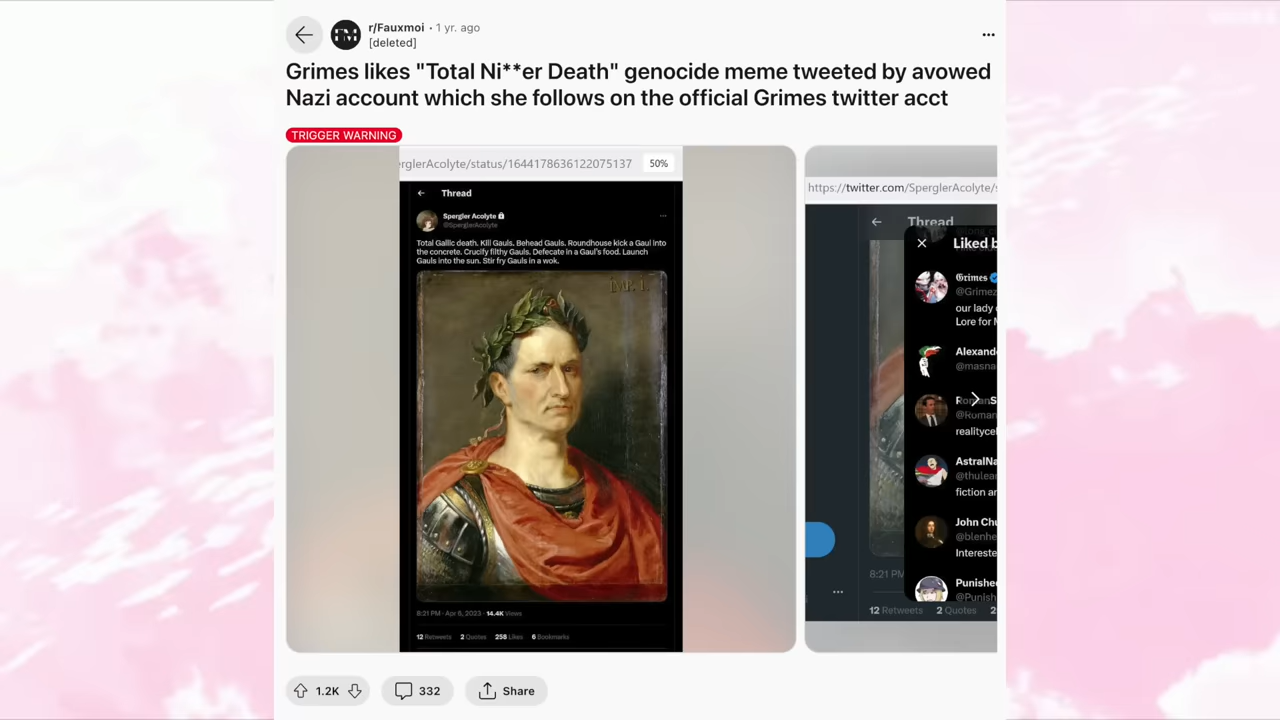 r/Fauxmoi • 1 yr. ago
[deleted]
Grimes likes "Total Ni**er Death" genocide meme tweeted by avowed
Nazi account which she follows on the official Grimes twitter acct
TRIGGER WARNING
erglerAcolyte/status/1644178636122075137 50%
Thread
Spergler Acolyte
@SperglerAcolyte
Total Gallic death. Kill Gauls. Behead Gauls. Roundhouse kick a Gaul into
the concrete. Crucify filthy Gauls. Defecate in a Gaul's food. Launch
Gauls into the sun. Stir fry Gauls in a wok.
8:21 PM · Apr 6, 2023 · 14.4K Views
12 Retweets 2 Quotes 258 Likes 6 Bookmarks
https://twitter.com/SperglerAcolyte/s
Thread
Liked b
Grimes
@Grimez
our lady
Lore for M
Alexand
@masna
@Roman
realitycel
AstralNa
@thulea
fiction an
John Chu
@blenhe
Intereste
Punished
@Punish
8:21 PM
12 Retweets 2 Quotes 2
1.2K
332
Share